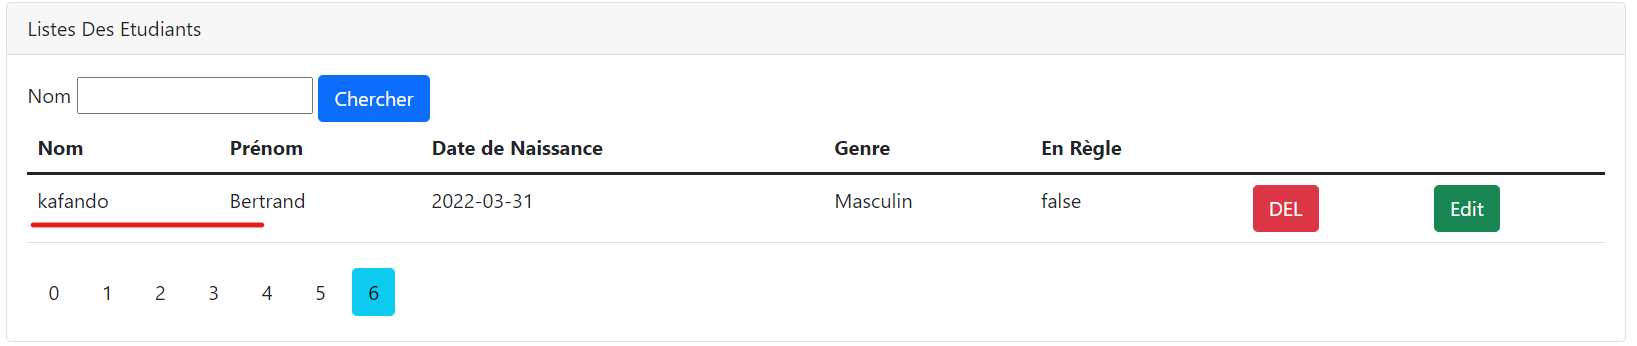 Listes Des Etudiants
Nom Chercher
Nom Prénom Date de Naissance Genre En Règle
kafando Bertrand 2022-03-31 Masculin false DEL Edit
0 1 2 3 4 5 6